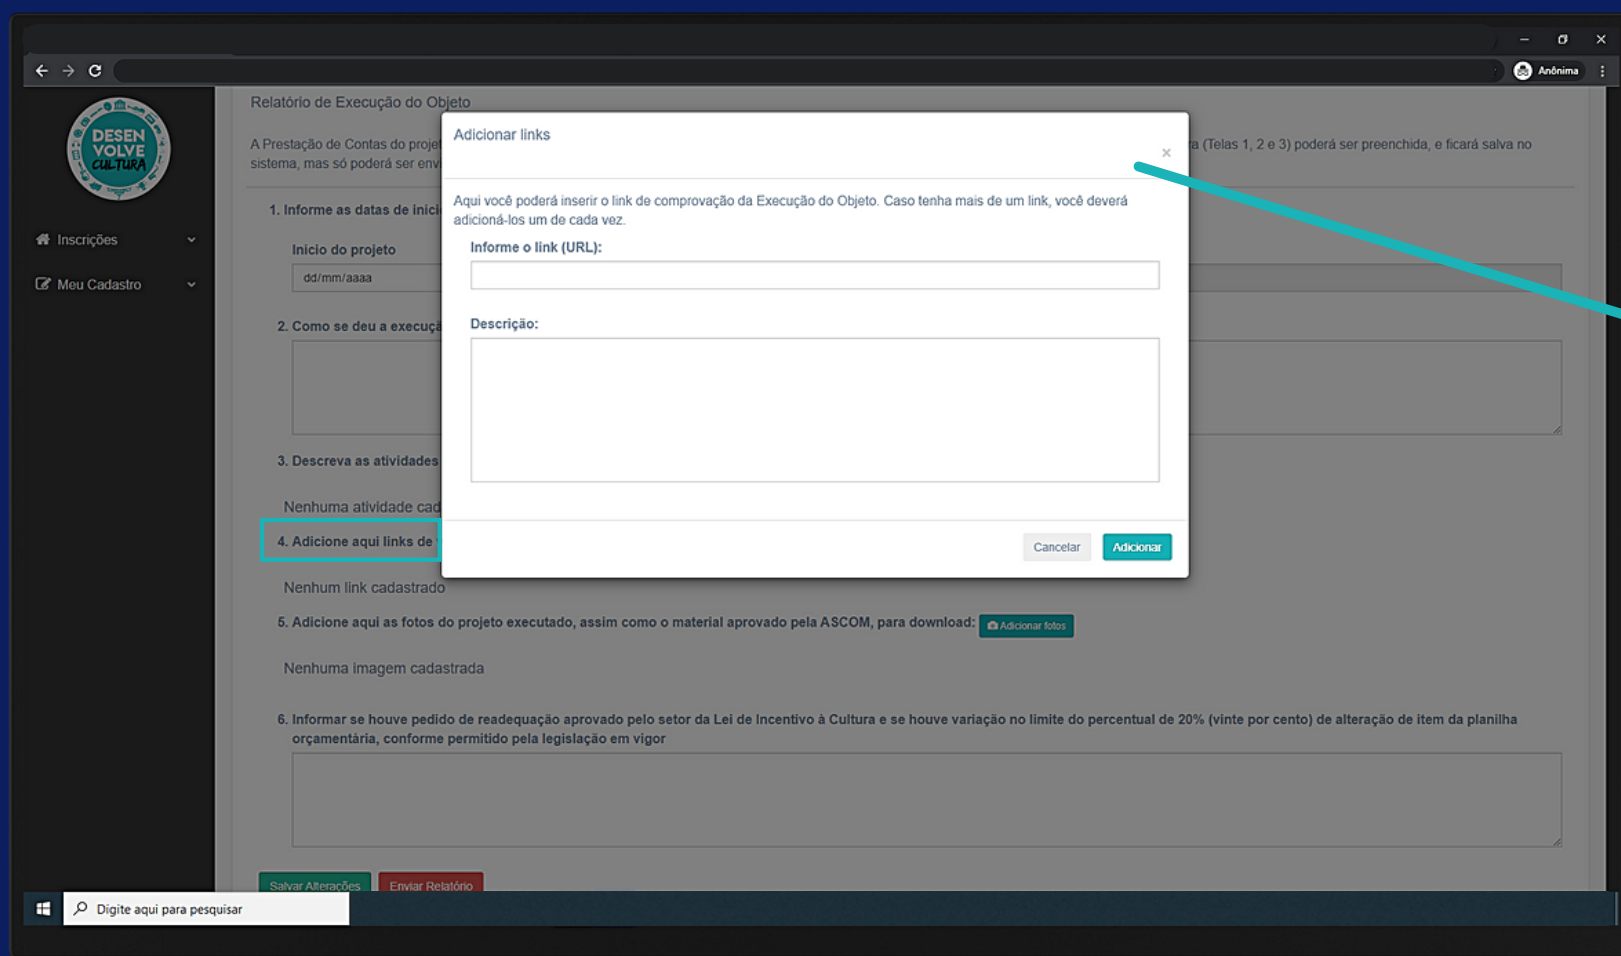 Anônima
DESEN
VOLVE
CULTURA
Inscrições
Meu Cadastro
Relatório de Execução do Objeto
A Prestação de Contas do projet
(Telas 1, 2 e 3) poderá ser preenchida, e ficará salva no
sistema, mas só poderá ser
1. Informe as datas de
Inicio do projeto
dd/mm/aaaa
2. Como se deu a
3. Descreva as atividades
Nenhuma atividade
4. Adicione aqui links de
Nenhum link cadastrado
5. Adicione aqui as fotos do projeto executado, assim como o material aprovado pela ASCOM, para download: Adicionar fotos
Nenhuma imagem cadastrada
6. Informar se houve pedido de readequação aprovado pelo setor da Lei de Incentivo à Cultura e se houve variação no limite do percentual de 20% (vinte por cento) de alteração de item da planilha
orçamentária, conforme permitido pela legislação em vigor
Salvar Alterações Enviar Relatório
Adicionar links
×
Aqui você poderá inserir o link de comprovação da Execução do Objeto. Caso tenha mais de um link, você deverá
adicioná-los um de cada vez.
Informe o link (URL):
Descrição:
Cancelar Adicionar
Digite aqui para pesquisar